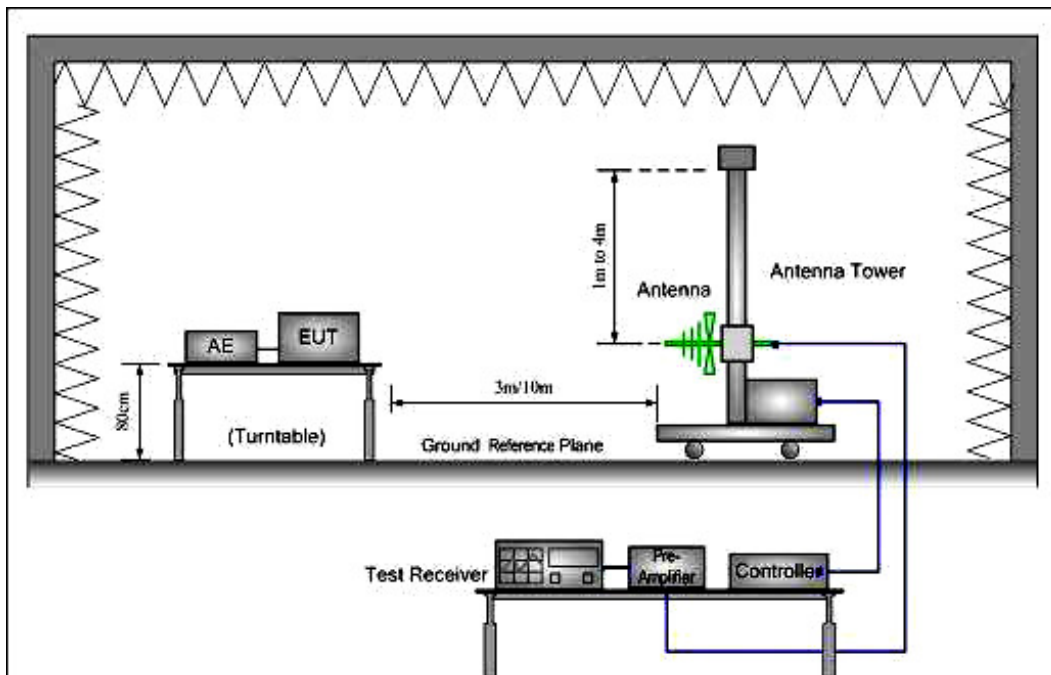 1m to 4m
Antenna Tower
Antenna
AE
EUT
3m/10m
80cm
(Turntable)
Ground Reference Plane
Test Receiver
Pre-
Amplifier
Controller